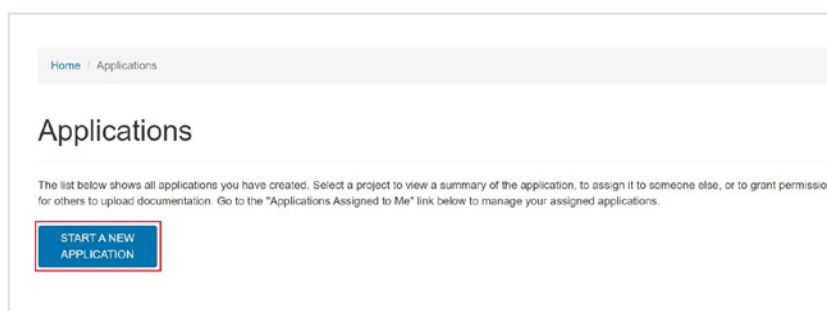 Home / Applications
Applications
The list below shows all applications you have created. Select a project to view a summary of the application, to assign it to someone else, or to grant permissio
for others to upload documentation. Go to the "Applications Assigned to Me" link below to manage your assigned applications.
START A NEW
APPLICATION